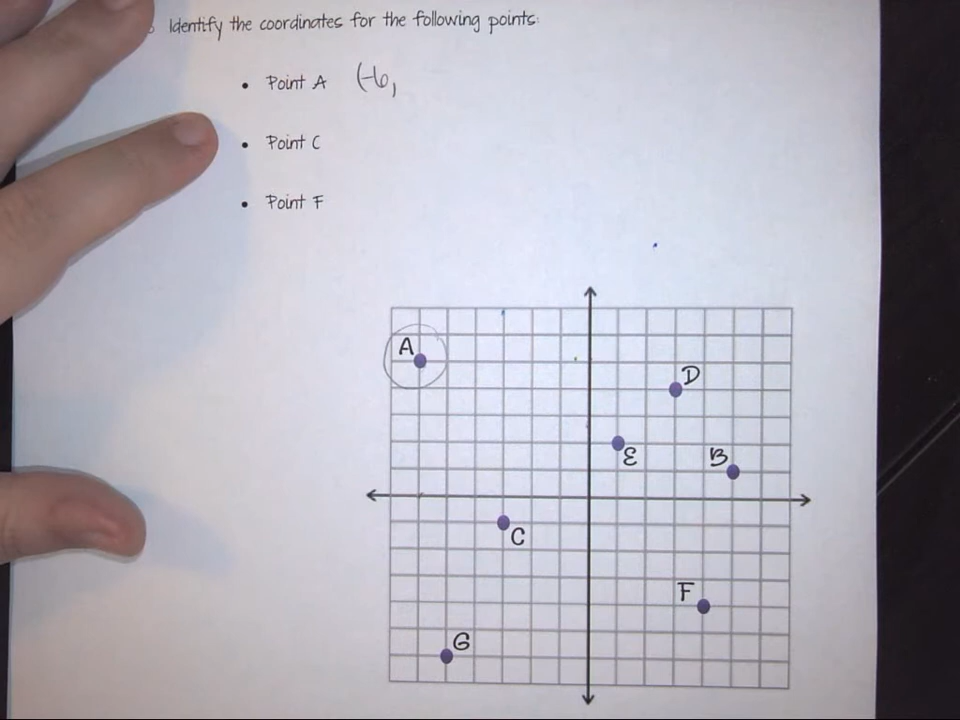 Identify the coordinates for the following points:
• Point A (-6,
• Point C
• Point F
A
D
E
B
C
F
G